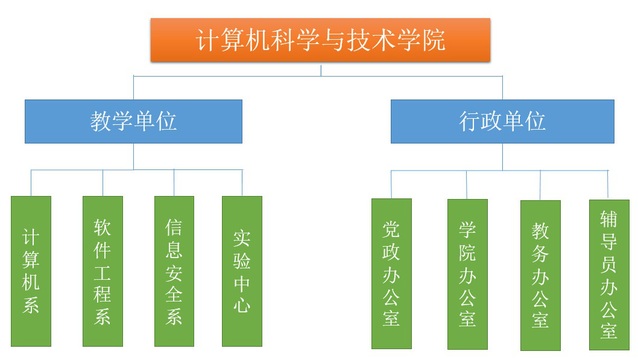 计算机科学与技术学院
教学单位
行政单位
计算机系
软件工程系
信息安全系
实验中心
党政办公室
学院办公室
教务办公室
辅导员办公室